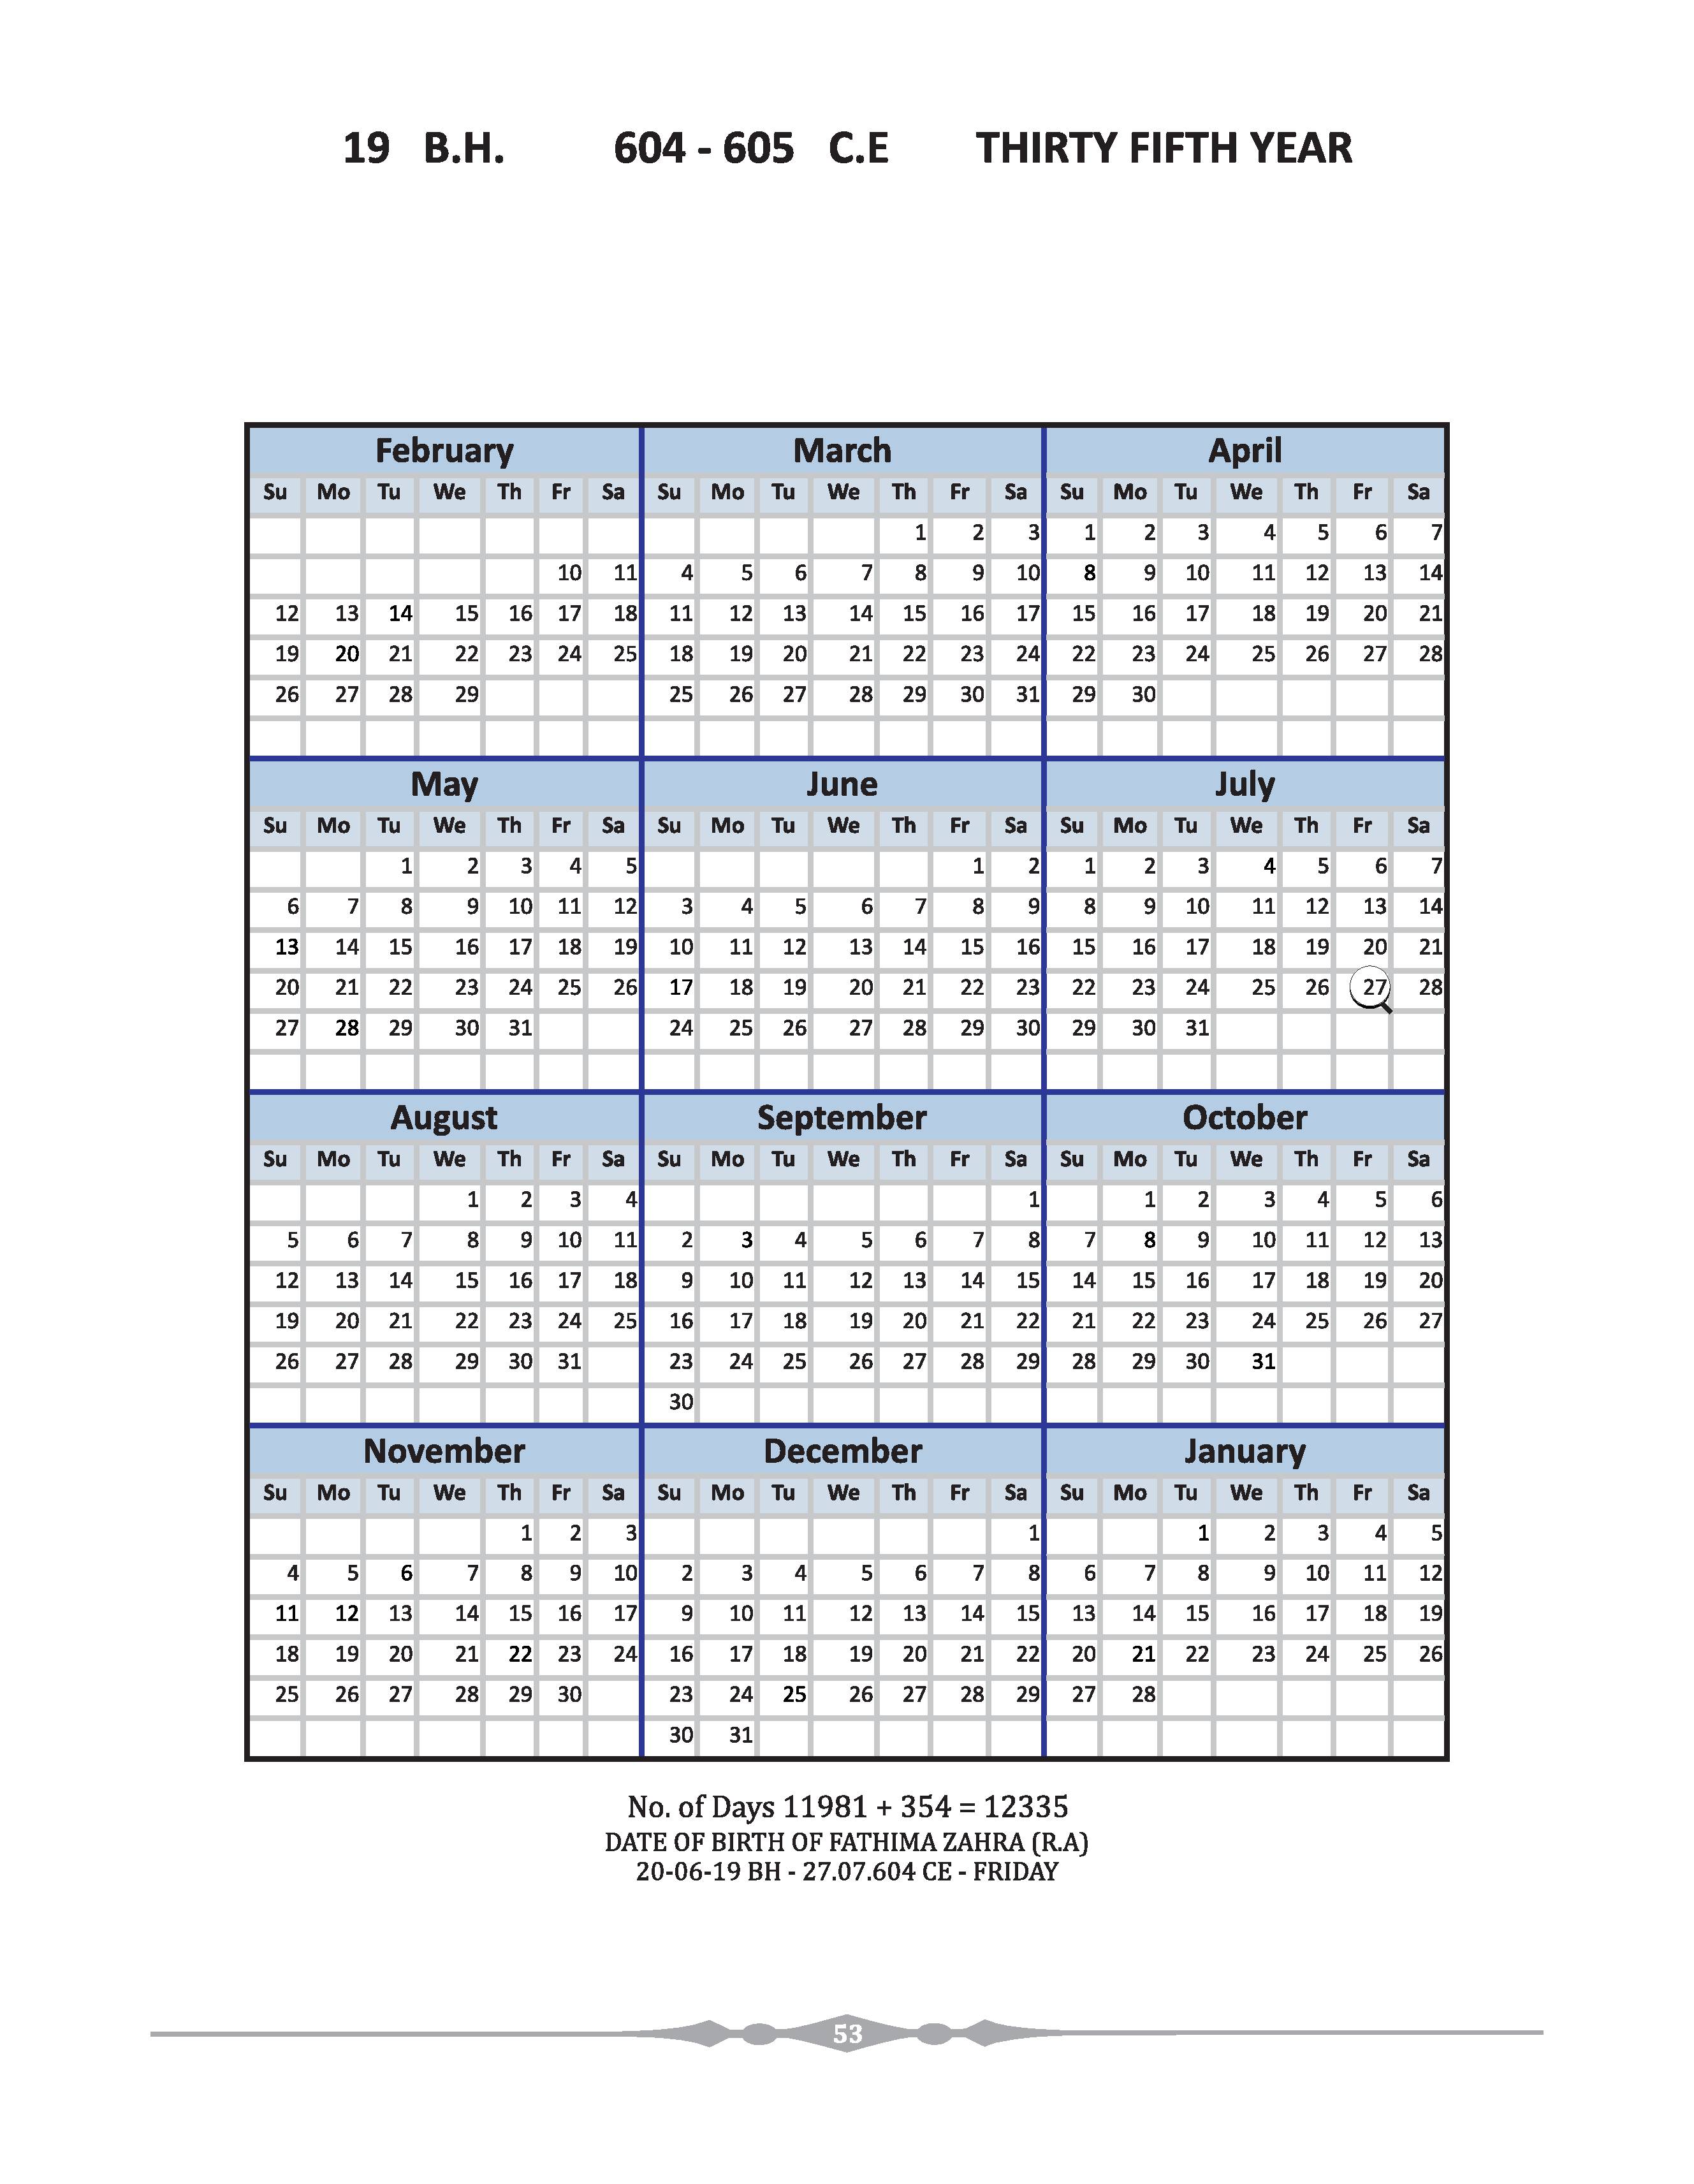 19 B.H. 604 - 605 C.E THIRTY FIFTH YEAR
February March April
Su Mo Tu We Th Fr Sa Su Mo Tu We Th Fr Sa Su Mo Tu We Th Fr Sa
1 2 3 1 2 3 4 5 6 7
10 11 4 5 6 7 8 9 10 8 9 10 11 12 13 14
12 13 14 15 16 17 18 11 12 13 14 15 16 17 15 16 17 18 19 20 21
19 20 21 22 23 24 25 18 19 20 21 22 23 24 22 23 24 25 26 27 28
26 27 28 29 25 26 27 28 29 30 31 29 30
May June July
Su Mo Tu We Th Fr Sa Su Mo Tu We Th Fr Sa Su Mo Tu We Th Fr Sa
1 2 3 4 5 1 2 1 2 3 4 5 6 7
6 7 8 9 10 11 12 3 4 5 6 7 8 9 8 9 10 11 12 13 14
13 14 15 16 17 18 19 10 11 12 13 14 15 16 15 16 17 18 19 20 21
20 21 22 23 24 25 26 17 18 19 20 21 22 23 22 23 24 25 26 27 28
27 28 29 30 31 24 25 26 27 28 29 30 29 30 31
August September October
Su Mo Tu We Th Fr Sa Su Mo Tu We Th Fr Sa Su Mo Tu We Th Fr Sa
1 2 3 4 1 1 2 3 4 5 6
5 6 7 8 9 10 11 2 3 4 5 6 7 8 7 8 9 10 11 12 13
12 13 14 15 16 17 18 9 10 11 12 13 14 15 14 15 16 17 18 19 20
19 20 21 22 23 24 25 16 17 18 19 20 21 22 21 22 23 24 25 26 27
26 27 28 29 30 31 23 24 25 26 27 28 29 28 29 30 31
30
November December January
Su Mo Tu We Th Fr Sa Su Mo Tu We Th Fr Sa Su Mo Tu We Th Fr Sa
1 2 3 1 1 2 3 4 5
4 5 6 7 8 9 10 2 3 4 5 6 7 8 6 7 8 9 10 11 12
11 12 13 14 15 16 17 9 10 11 12 13 14 15 13 14 15 16 17 18 19
18 19 20 21 22 23 24 16 17 18 19 20 21 22 20 21 22 23 24 25 26
25 26 27 28 29 30 23 24 25 26 27 28 29 27 28
30 31
No. of Days 11981 + 354 = 12335
DATE OF BIRTH OF FATHIMA ZAHRA (R.A)
20-06-19 BH - 27.07.604 CE - FRIDAY
53